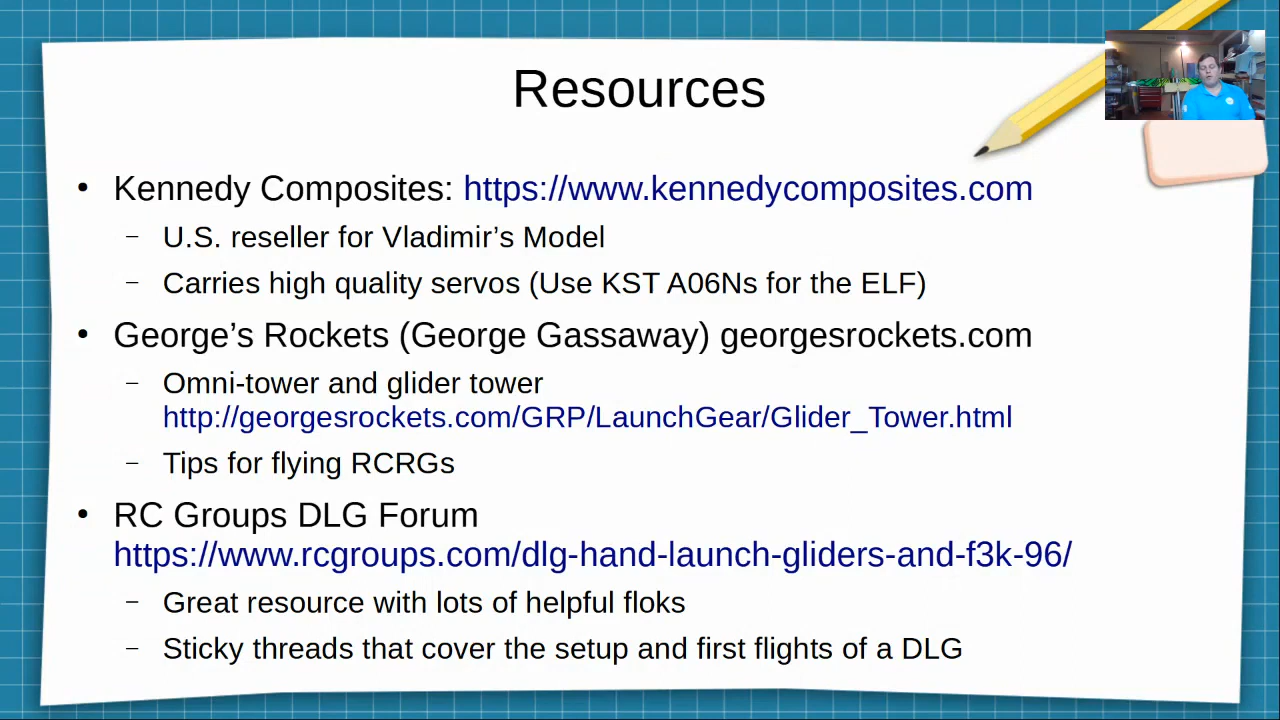 Resources
• Kennedy Composites: https://www.kennedycomposites.com
– U.S. reseller for Vladimir’s Model
– Carries high quality servos (Use KST A06Ns for the ELF)
• George’s Rockets (George Gassaway) georgesrockets.com
– Omni-tower and glider tower
http://georgesrockets.com/GRP/LaunchGear/Glider_Tower.html
– Tips for flying RCRGs
• RC Groups DLG Forum
https://www.rcgroups.com/dlg-hand-launch-gliders-and-f3k-96/
– Great resource with lots of helpful floks
– Sticky threads that cover the setup and first flights of a DLG